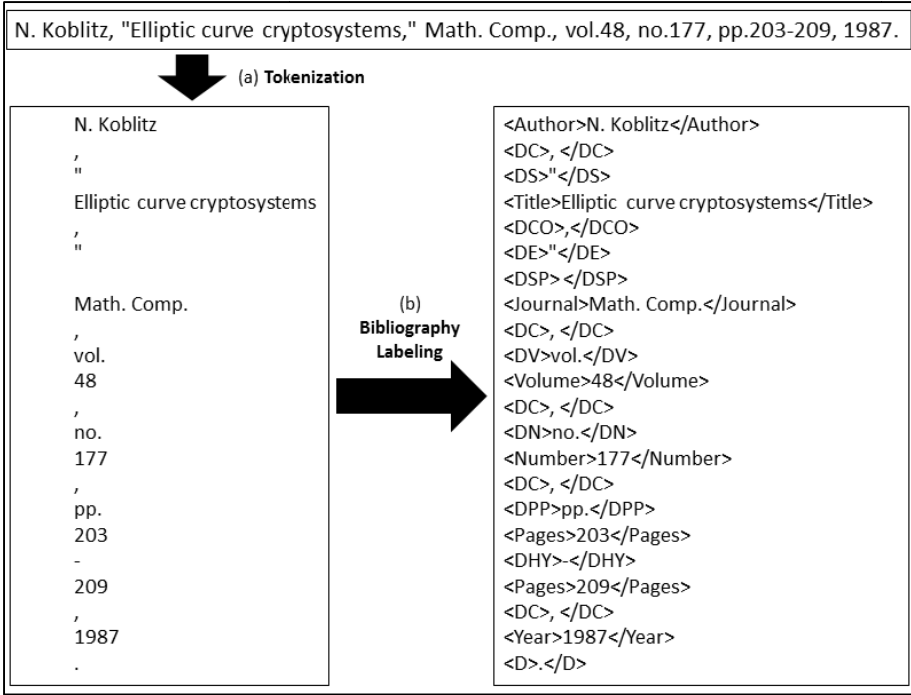 N. Koblitz, "Elliptic curve cryptosystems," Math. Comp., vol.48, no.177, pp.203-209, 1987.
(a) Tokenization
N. Koblitz
,
"
Elliptic curve cryptosystems
,
"
Math. Comp.
,
vol.
48
,
no.
177
,
pp.
203
-
209
,
1987
.
(b)
Bibliography
Labeling
<Author>N. Koblitz</Author>
<DC>, </DC>
<DS>"</DS>
<Title>Elliptic curve cryptosystems</Title>
<DCO>,</DCO>
<DE>"</DE>
<DSP> </DSP>
<Journal>Math. Comp.</Journal>
<DC>, </DC>
<DV>vol.</DV>
<Volume>48</Volume>
<DC>, </DC>
<DN>no.</DN>
<Number>177</Number>
<DC>, </DC>
<DPP>pp.</DPP>
<Pages>203</Pages>
<DHY>-</DHY>
<Pages>209</Pages>
<DC>, </DC>
<Year>1987</Year>
<D>.</D>